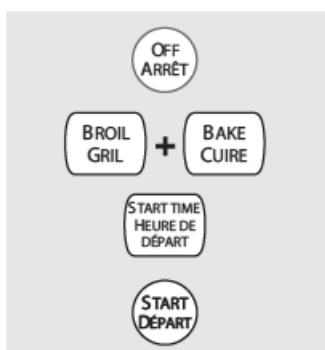 OFF
ARRÊT
BROIL
GRIL
+
BAKE
CUIRE
START TIME
HEURE DE
DÉPART
START
DÉPART